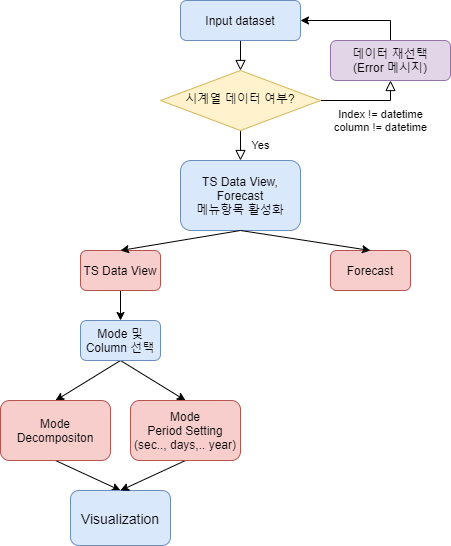 Input dataset
데이터 재선택
(Error 메시지)
시계열 데이터 여부?
Index != datetime
column != datetime
Yes
TS Data View,
Forecast
메뉴항목 활성화
TS Data View
Forecast
Mode 및
Column 선택
Mode
Decompositon
Mode
Period Setting
(sec.., days,.. year)
Visualization